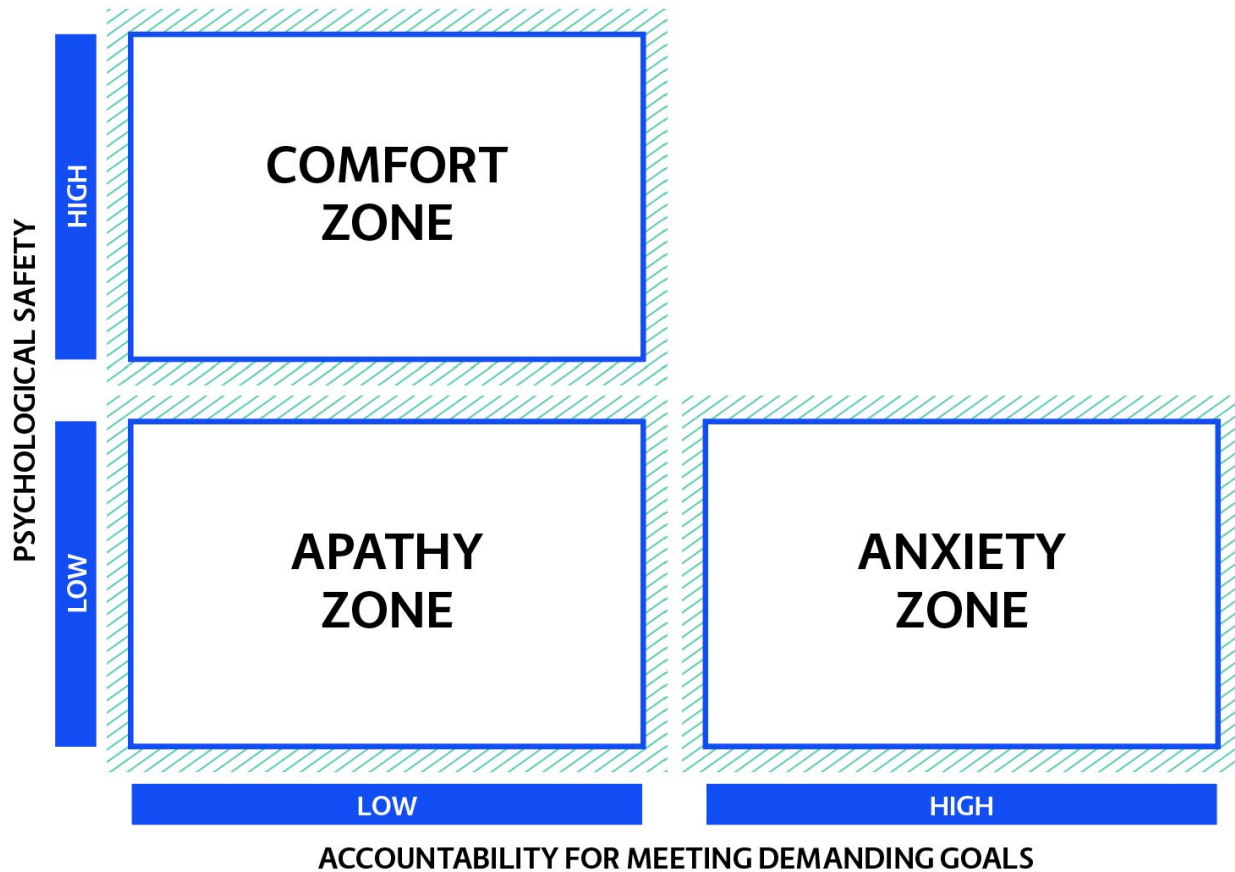 PSYCHOLOGICAL SAFETY
HIGH
COMFORT
ZONE
LOW
APATHY
ZONE
ANXIETY
ZONE
LOW
HIGH
ACCOUNTABILITY FOR MEETING DEMANDING GOALS